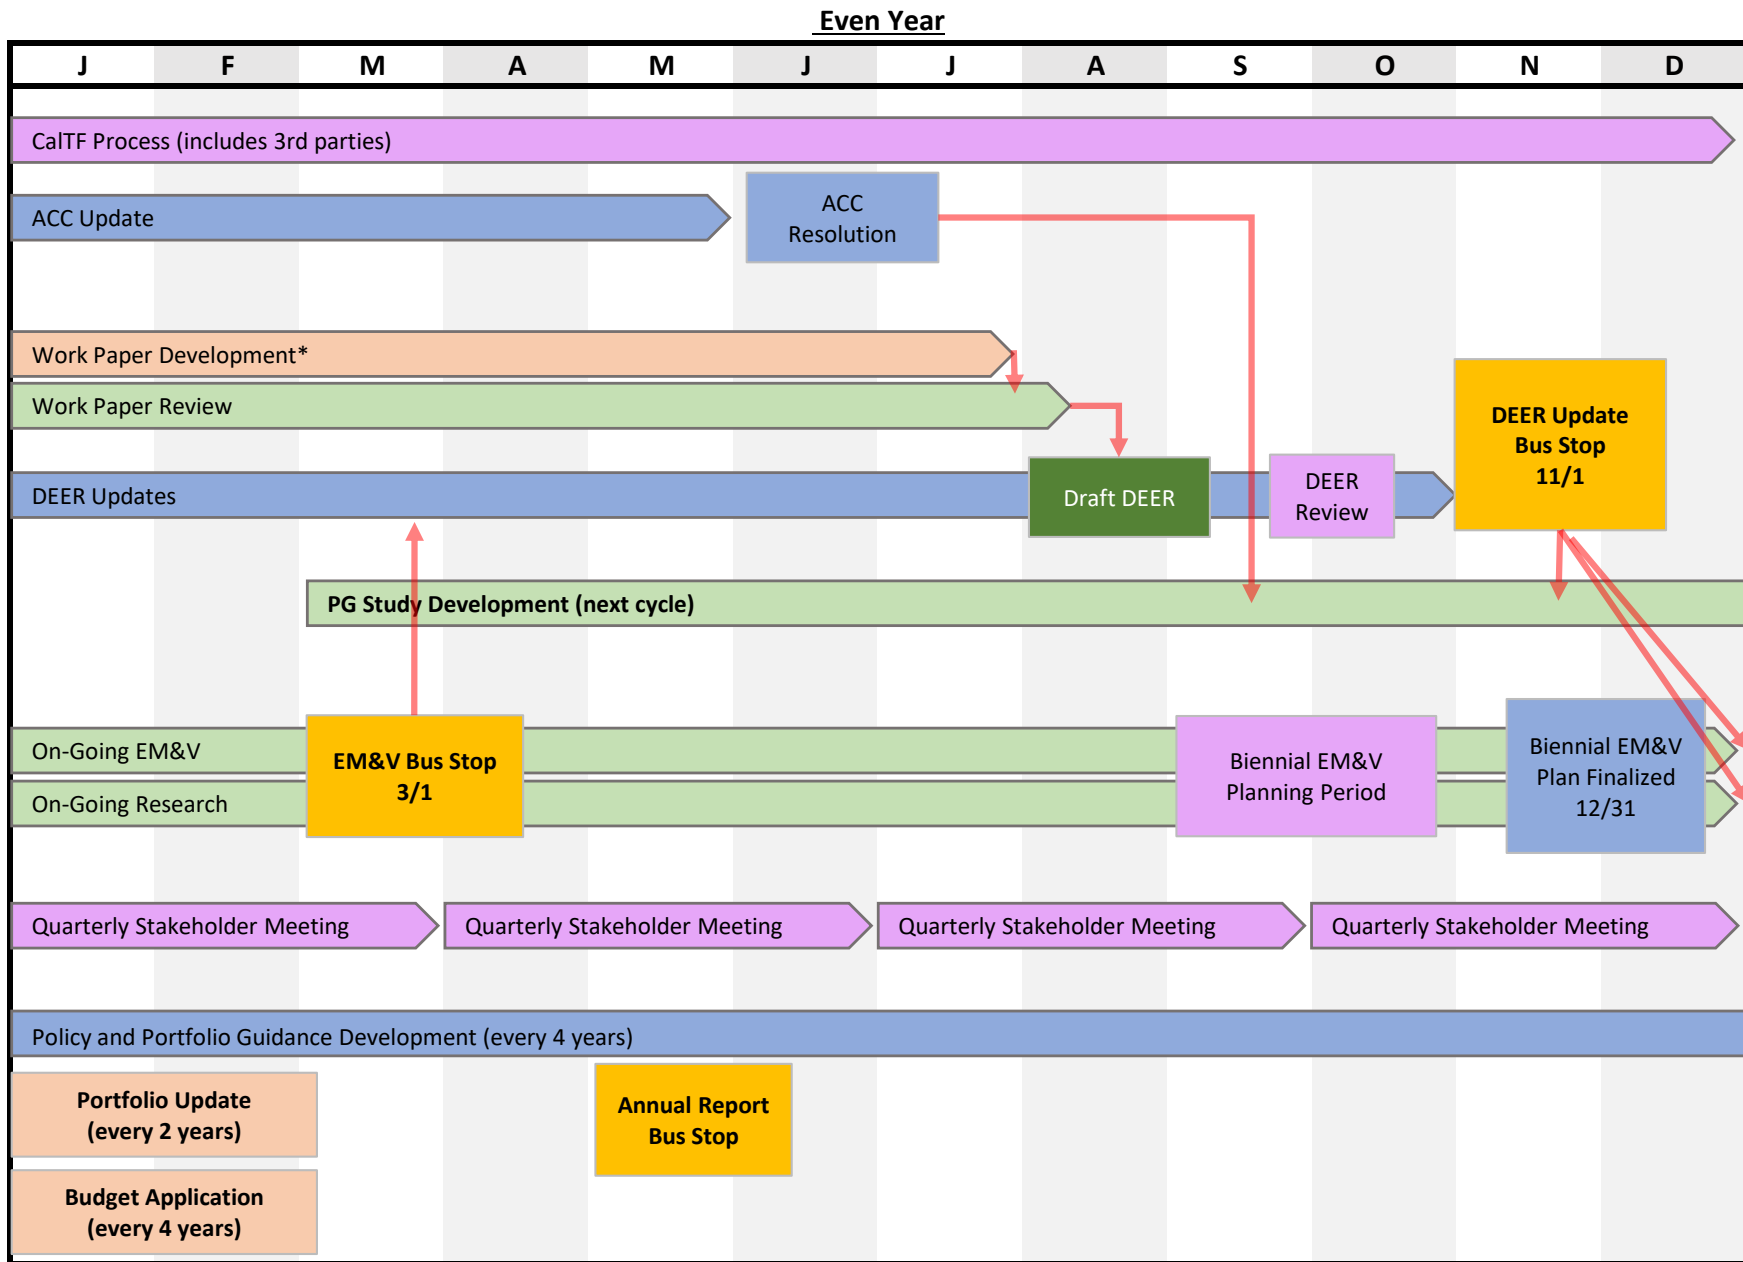 Even Year
J F M A M J J A S O N D
CalTF Process (includes 3rd parties)
ACC Update
ACC
Resolution
Work Paper Development*
Work Paper Review
DEER Updates
Draft DEER
DEER
Review
DEER Update
Bus Stop
11/1
PG Study Development (next cycle)
On-Going EM&V
On-Going Research
EM&V Bus Stop
3/1
Biennial EM&V
Planning Period
Biennial EM&V
Plan Finalized
12/31
Quarterly Stakeholder Meeting
Quarterly Stakeholder Meeting
Quarterly Stakeholder Meeting
Quarterly Stakeholder Meeting
Policy and Portfolio Guidance Development (every 4 years)
Portfolio Update
(every 2 years)
Annual Report
Bus Stop
Budget Application
(every 4 years)